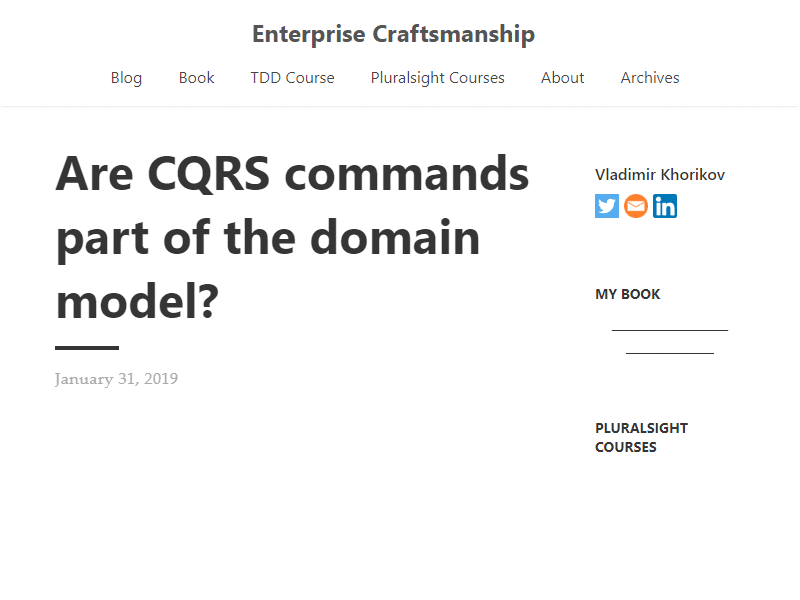 Enterprise Craftsmanship
Blog Book TDD Course Pluralsight Courses About Archives
Are CQRS commands
part of the domain
model?
January 31, 2019
Vladimir Khorikov
MY BOOK
PLURALSIGHT
COURSES